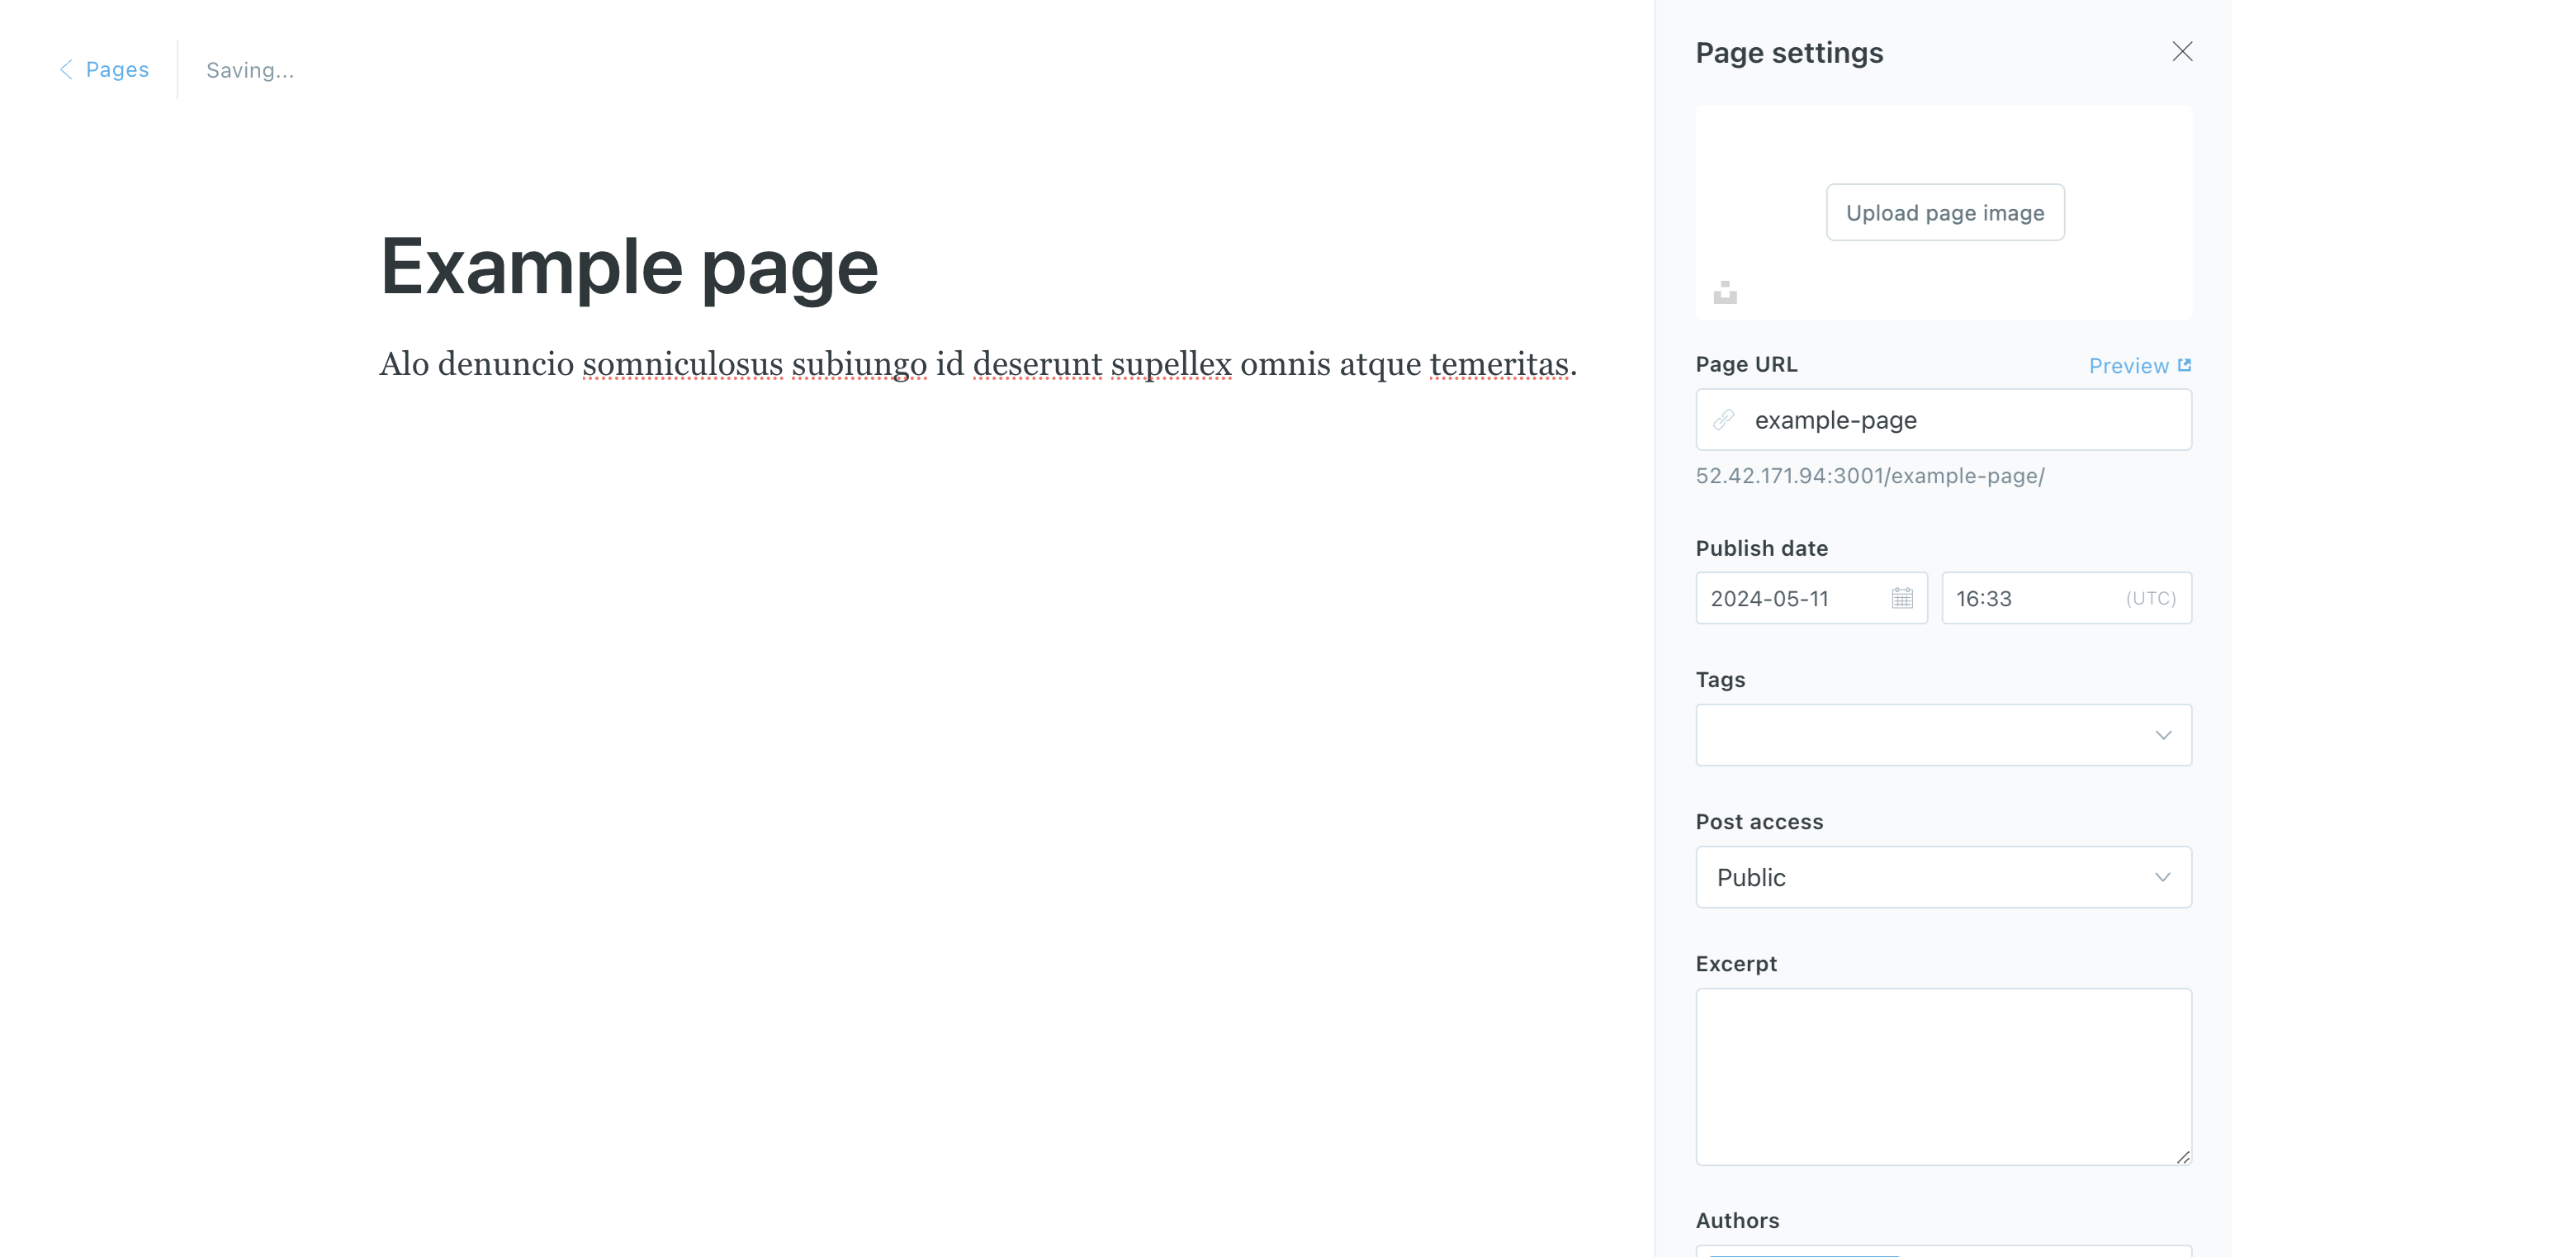 Pages
Saving...
Example page
Alo denuncio somniculosus subiungo id deserunt supellex omnis atque temeritas.
Page settings
Upload page image
Page URL
Preview
example-page
52.42.171.94:3001/example-page/
Publish date
2024-05-11
16:33
(UTC)
Tags
Post access
Public
Excerpt
Authors